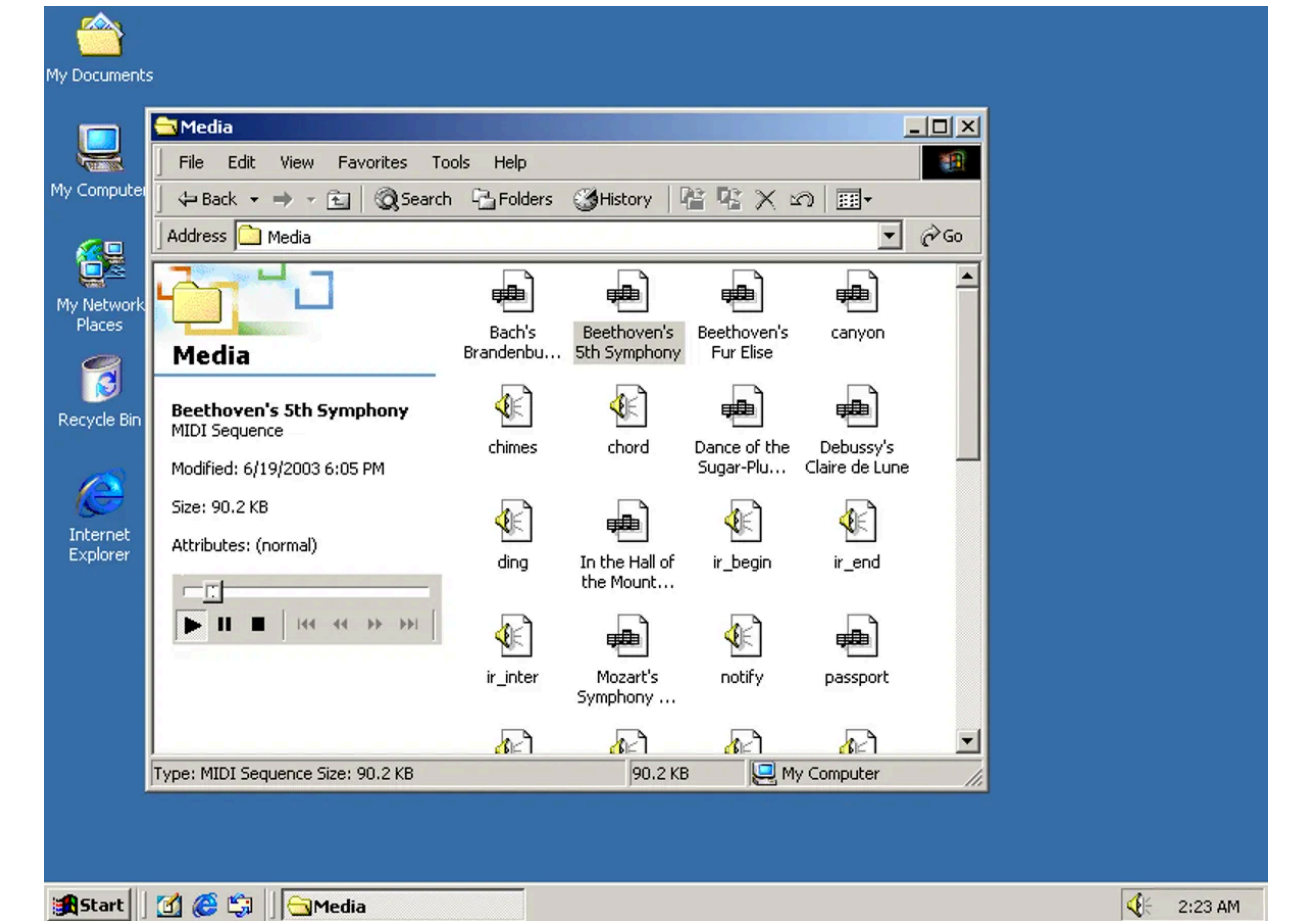 My Documents
My Computer
My Network
Places
Recycle Bin
Internet
Explorer
Media
File Edit View Favorites Tools Help
Back Search Folders History
Address Media Go
Media
Beethoven's 5th Symphony
MIDI Sequence
Modified: 6/19/2003 6:05 PM
Size: 90.2 KB
Attributes: (normal)
Bach's
Brandenbu...
Beethoven's
5th Symphony
Beethoven's
Fur Elise
canyon
chimes
chord
Dance of the
Sugar-Plu...
Debussy's
Claire de Lune
ding
In the Hall of
the Mount...
ir_begin
ir_end
ir_inter
Mozart's
Symphony ...
notify
passport
Type: MIDI Sequence Size: 90.2 KB
90.2 KB
My Computer
Start
Media
2:23 AM